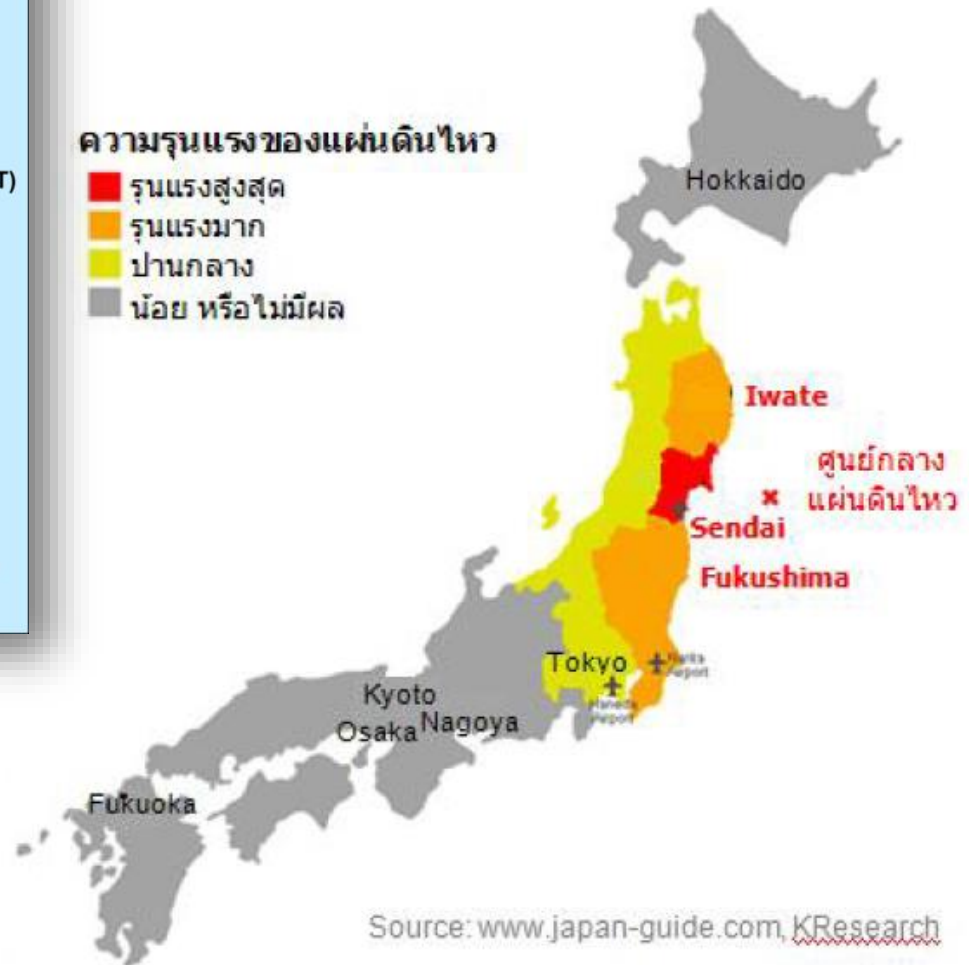 T)
ความรุนแรงของแผ่นดินไหว
รุนแรงสูงสุด
รุนแรงมาก
ปานกลาง
น้อย หรือไม่มีผล
Hokkaido
Iwate
ศูนย์กลาง
แผ่นดินไหว
Sendai
Fukushima
Tokyo
Airport
Haneda
Airport
Kyoto
Osaka
Nagoya
Fukuoka
Source: www.japan-guide.com, KResearch